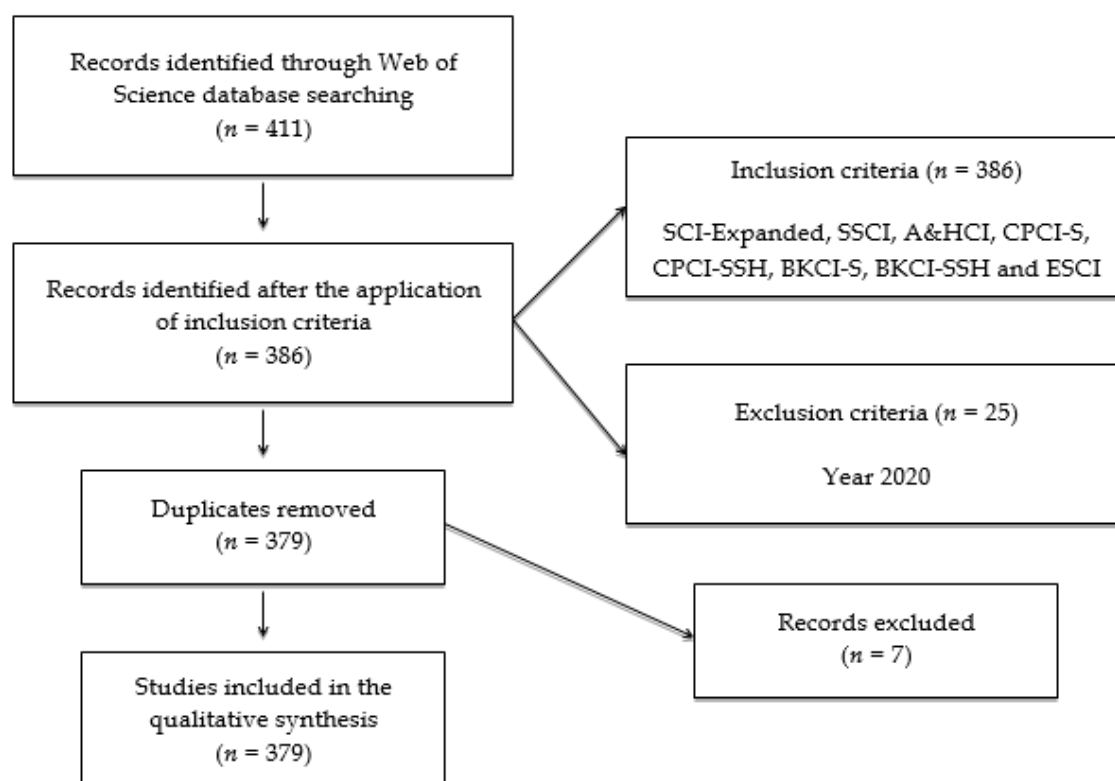 Records identified through Web of
Science database searching
(n = 411)
Inclusion criteria (n = 386)
SCI-Expanded, SSCI, A&HCI, CPCI-S,
CPCI-SSH, BKCI-S, BKCI-SSH and ESCI
Records identified after the application
of inclusion criteria
(n = 386)
Exclusion criteria (n = 25)
Year 2020
Duplicates removed
(n = 379)
Records excluded
(n = 7)
Studies included in the
qualitative synthesis
(n = 379)